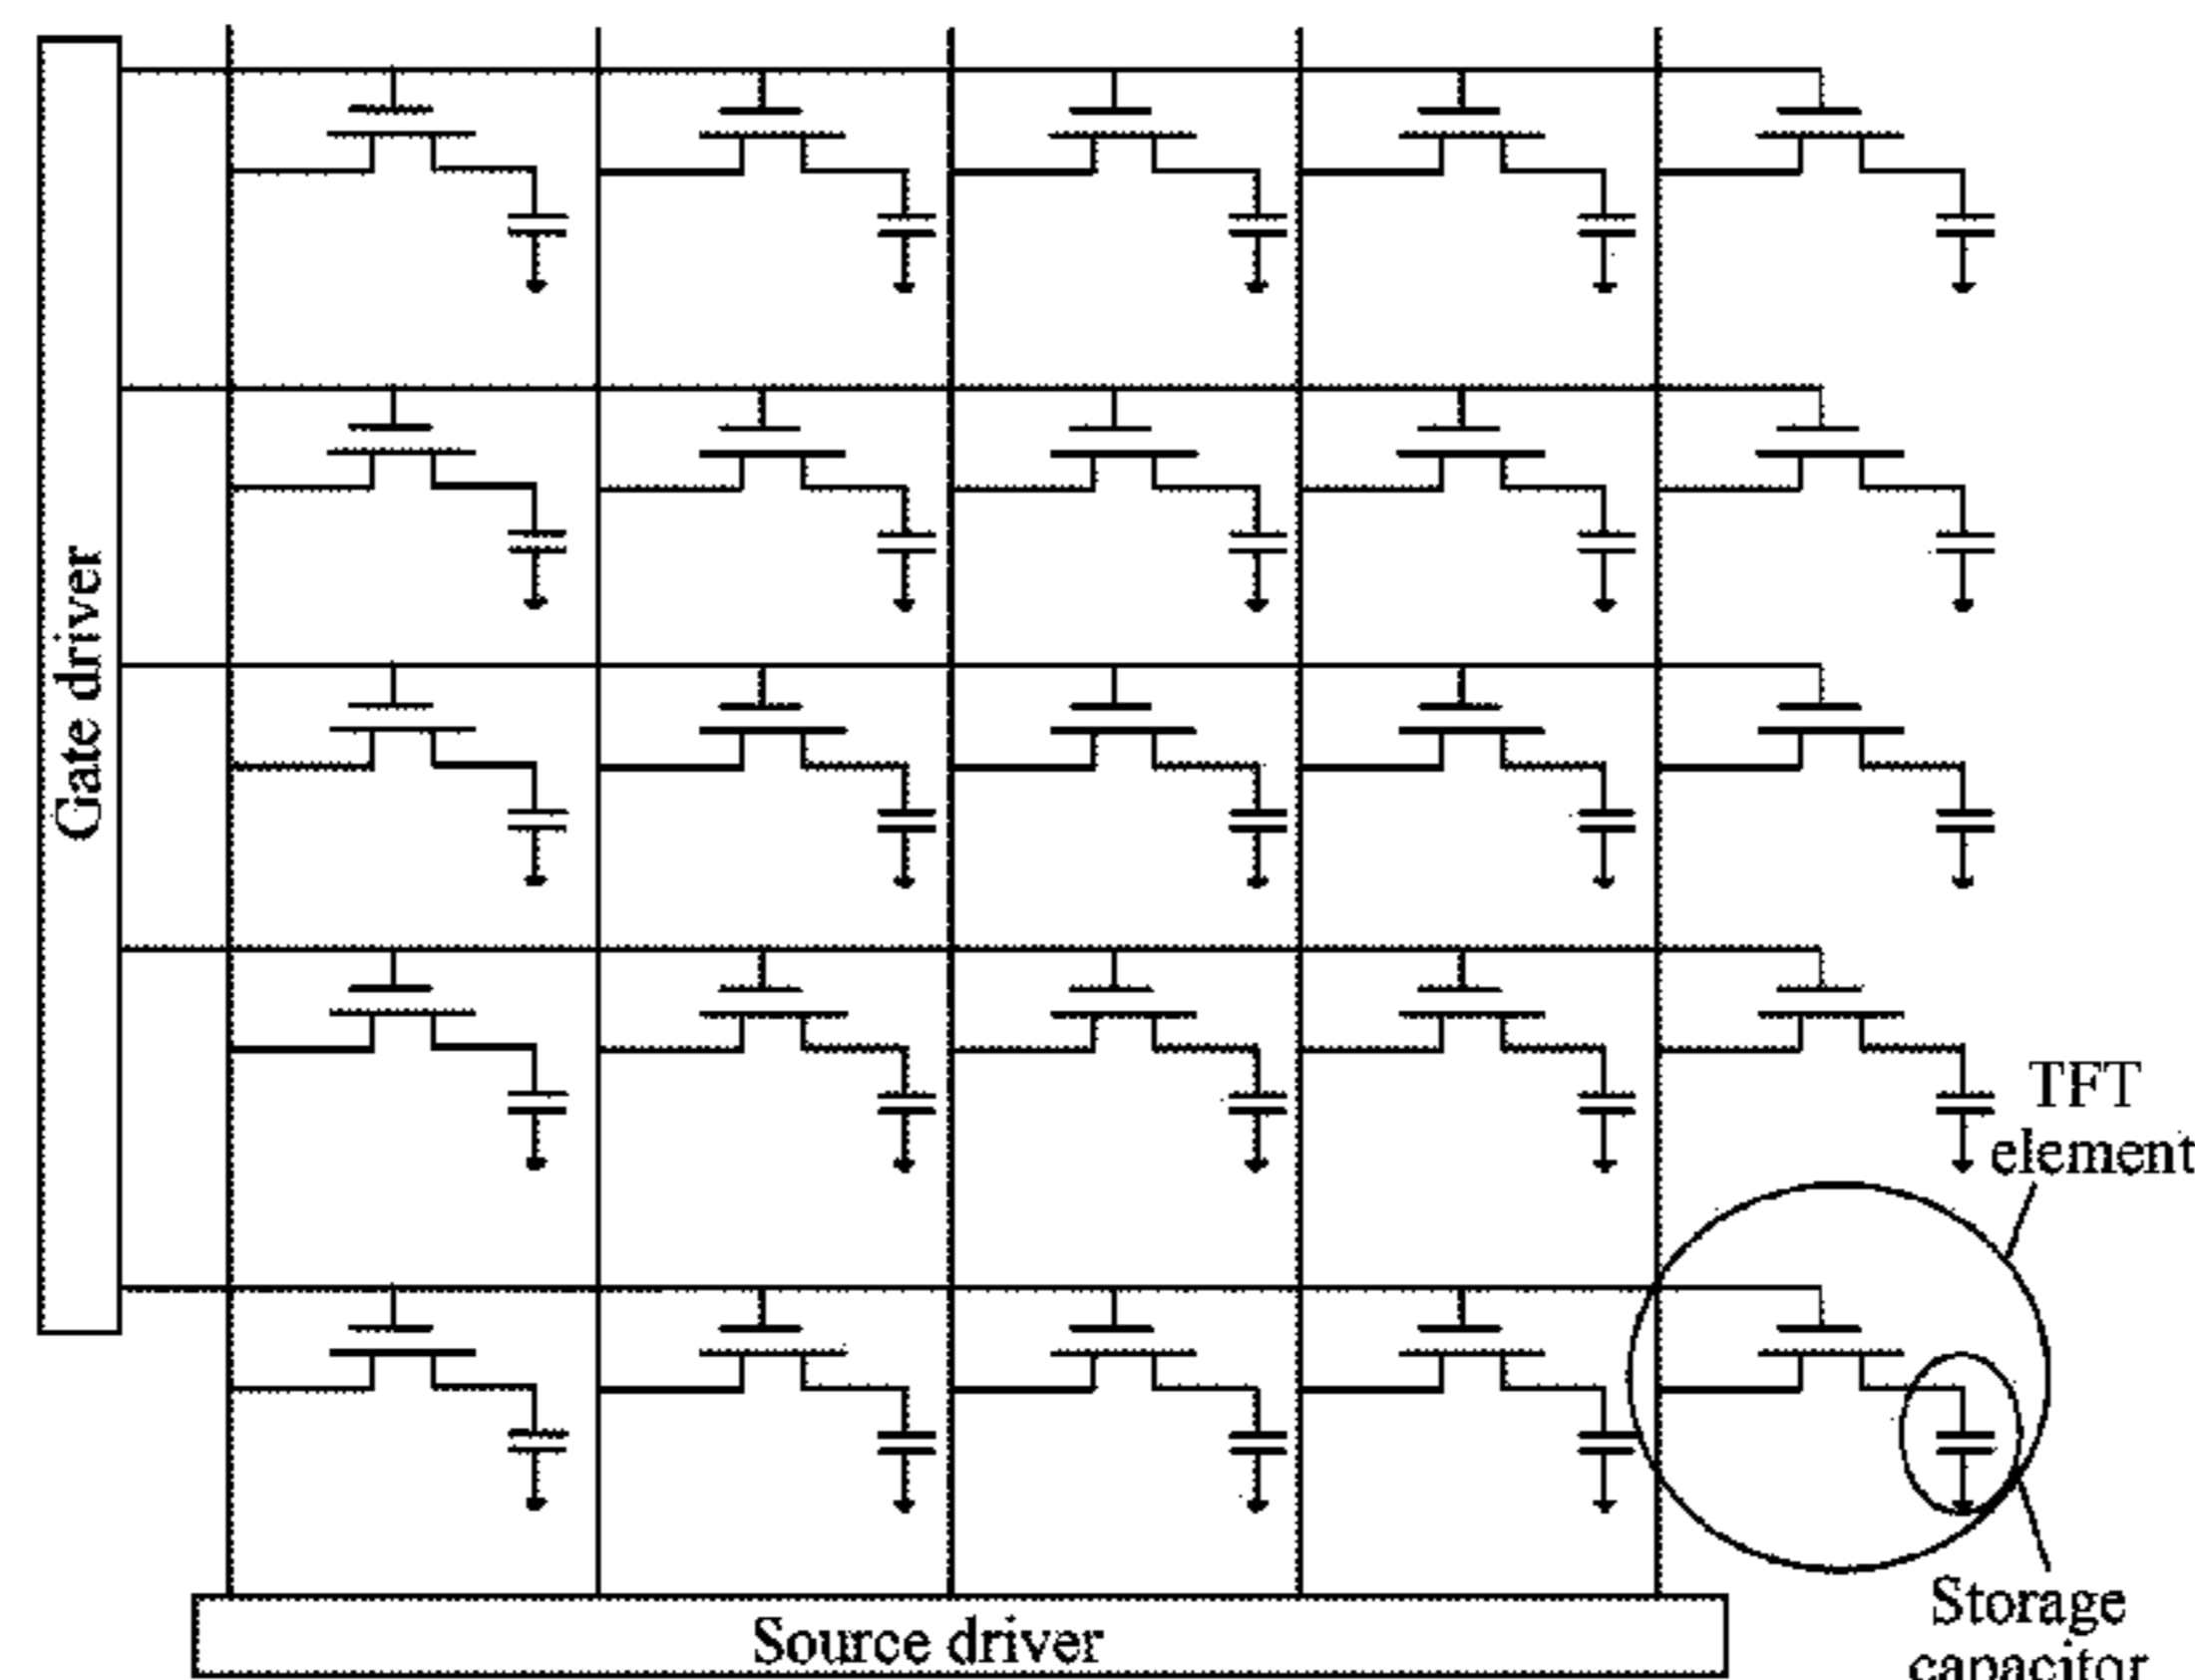 Gate driver
TFT
element
Source driver
Storage
capacitor